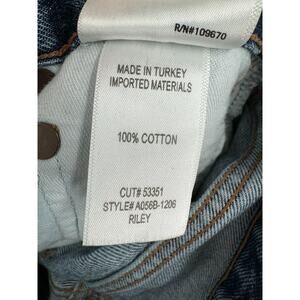 R/N#109670
MADE IN TURKEY
IMPORTED MATERIALS
100% COTTON
CUT# 53351
STYLE# A056B-1206
RILEY